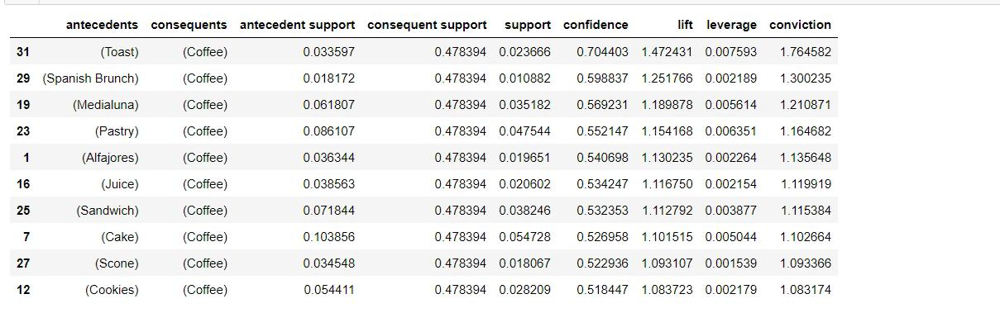 antecedents consequents antecedent support consequent support support confidence lift leverage conviction
31 (Toast) (Coffee) 0.033597 0.478394 0.023666 0.704403 1.472431 0.007593 1.764582
29 (Spanish Brunch) (Coffee) 0.018172 0.478394 0.010882 0.598837 1.251766 0.002189 1.300235
19 (Medialuna) (Coffee) 0.061807 0.478394 0.035182 0.569231 1.189878 0.005614 1.210871
23 (Pastry) (Coffee) 0.086107 0.478394 0.047544 0.552147 1.154168 0.006351 1.164682
1 (Alfajores) (Coffee) 0.036344 0.478394 0.019651 0.540698 1.130235 0.002264 1.135648
16 (Juice) (Coffee) 0.038563 0.478394 0.020602 0.534247 1.116750 0.002154 1.119919
25 (Sandwich) (Coffee) 0.071844 0.478394 0.038246 0.532353 1.112792 0.003877 1.115384
7 (Cake) (Coffee) 0.103856 0.478394 0.054728 0.526958 1.101515 0.005044 1.102664
27 (Scone) (Coffee) 0.034548 0.478394 0.018067 0.522936 1.093107 0.001539 1.093366
12 (Cookies) (Coffee) 0.054411 0.478394 0.028209 0.518447 1.083723 0.002179 1.083174